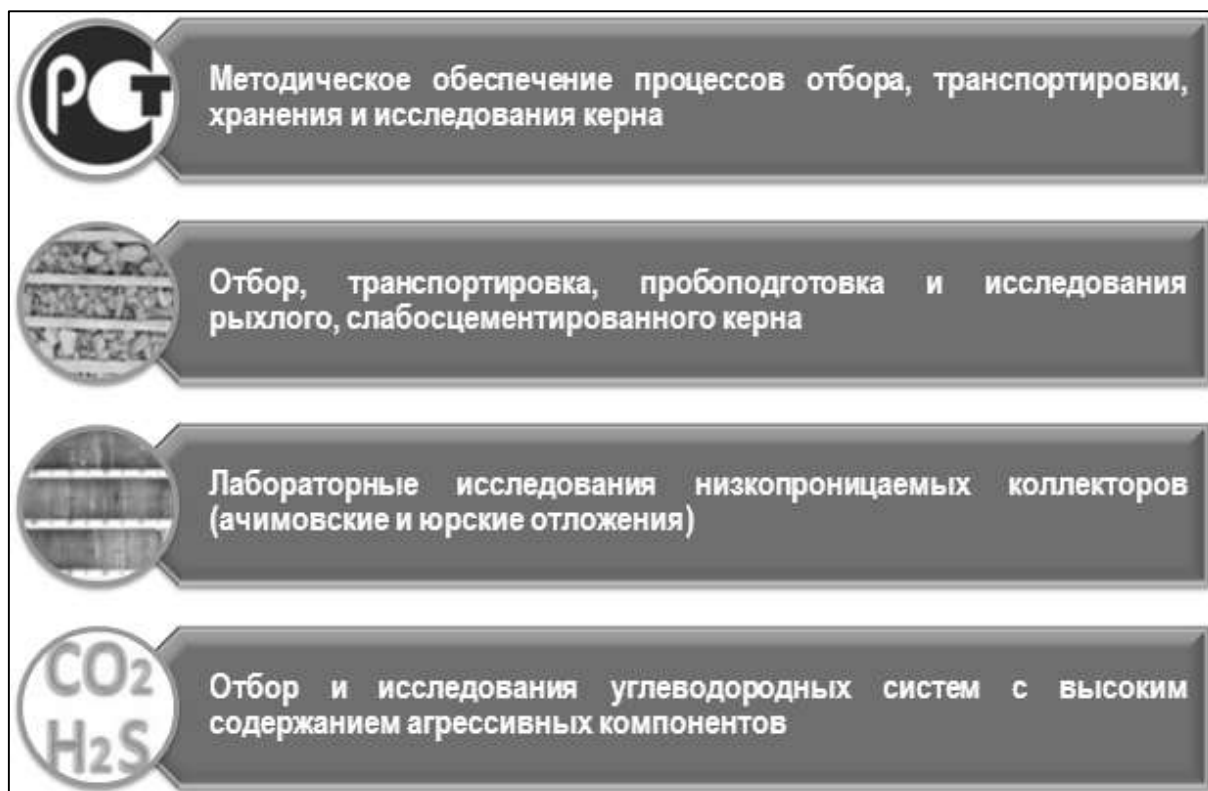 РСТ
Методическое обеспечение процессов отбора, транспортировки,
хранения и исследования керна
Отбор, транспортировка, пробоподготовка и исследования
рыхлого, слабосцементированного керна
Лабораторные исследования низкопроницаемых коллекторов
(ачимовские и юрские отложения)
CO2
H2S
Отбор и исследования углеводородных систем с высоким
содержанием агрессивных компонентов